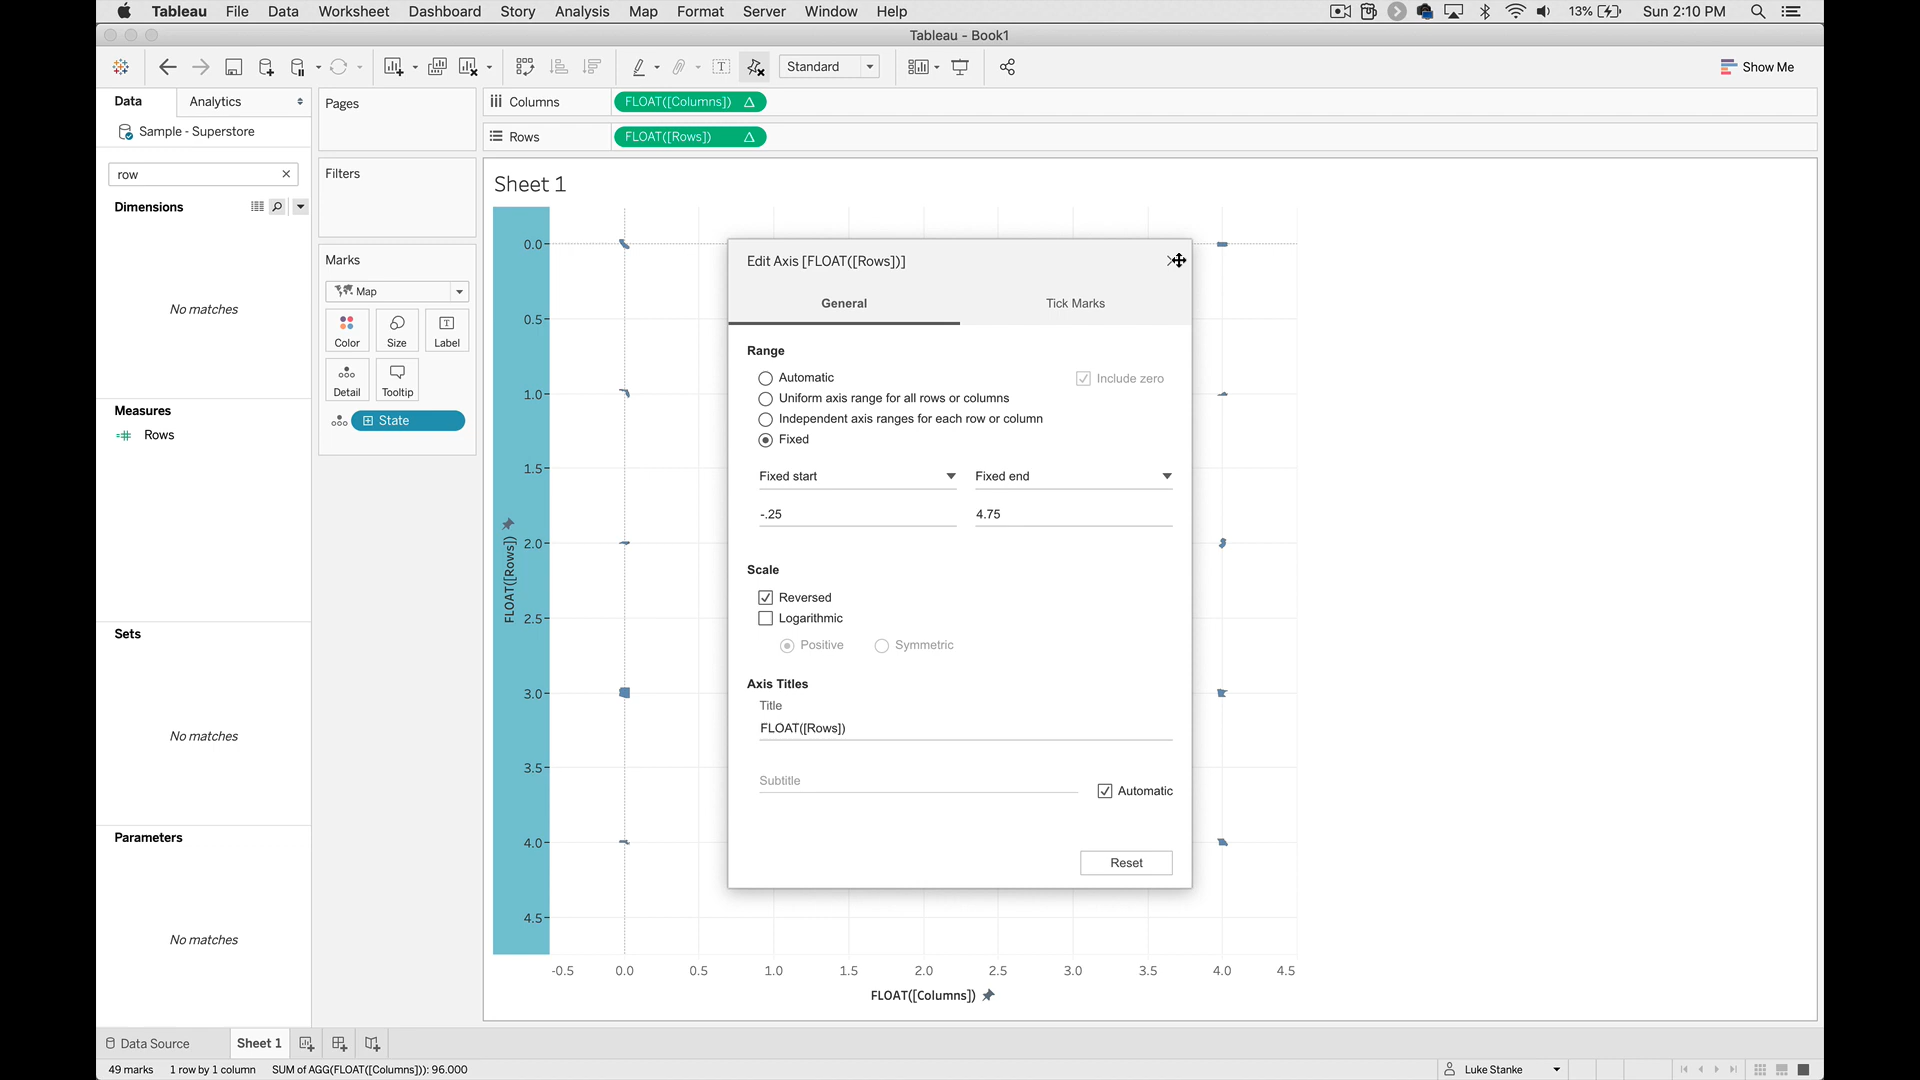 Tableau File Data Worksheet Dashboard Story Analysis Map Format Server Window Help 13% Sun 2:10 PM
Tableau - Book1
Standard Show Me
Data Analytics Pages Columns FLOAT([Columns])
Sample - Superstore Rows FLOAT([Rows])
row
Filters
Sheet 1
Dimensions
No matches
Marks
Map
Color Size Label
Detail Tooltip
State
Measures
Rows
Sets
No matches
Parameters
No matches
0.0
0.5
1.0
1.5
2.0
2.5
3.0
3.5
4.0
4.5
FLOAT([Rows])
Edit Axis [FLOAT([Rows])]
General Tick Marks
Range
Automatic Include zero
Uniform axis range for all rows or columns
Independent axis ranges for each row or column
Fixed
Fixed start Fixed end
-.25 4.75
Scale
Reversed
Logarithmic
Positive Symmetric
Axis Titles
Title
FLOAT([Rows])
Subtitle Automatic
Reset
-0.5 0.0 0.5 1.0 1.5 2.0 2.5 3.0 3.5 4.0 4.5
FLOAT([Columns])
Data Source Sheet 1
49 marks 1 row by 1 column SUM of AGG(FLOAT([Columns])): 96.000 Luke Stanke